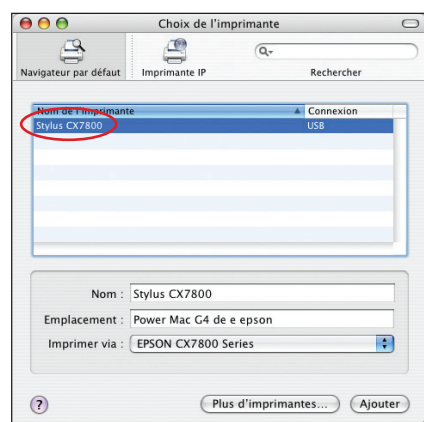 Choix de l'imprimante
Navigateur par défaut
Imprimante IP
Rechercher
Nom de l'imprimante
Connexion
Stylus CX7800
USB
Nom : Stylus CX7800
Emplacement : Power Mac G4 de e epson
Imprimer via : EPSON CX7800 Series
? Plus d'imprimantes... Ajouter